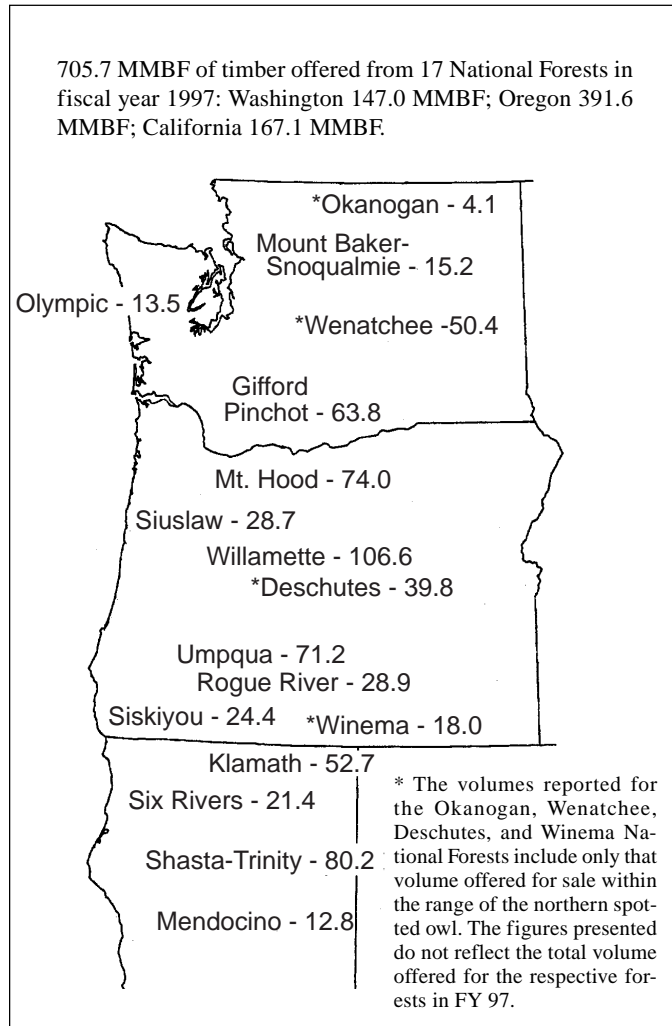 705.7 MMBF of timber offered from 17 National Forests in
fiscal year 1997: Washington 147.0 MMBF; Oregon 391.6
MMBF; California 167.1 MMBF.
*Okanogan - 4.1
Mount Baker-
Snoqualmie - 15.2
Olympic - 13.5
*Wenatchee -50.4
Gifford
Pinchot - 63.8
Mt. Hood - 74.0
Siuslaw - 28.7
Willamette - 106.6
*Deschutes - 39.8
Umpqua - 71.2
Rogue River - 28.9
Siskiyou - 24.4
*Winema - 18.0
Klamath - 52.7
Six Rivers - 21.4
Shasta-Trinity - 80.2
Mendocino - 12.8
* The volumes reported for
the Okanogan, Wenatchee,
Deschutes, and Winema Na-
tional Forests include only that
volume offered for sale within
the range of the northern spot-
ted owl. The figures presented
do not reflect the total volume
offered for the respective for-
ests in FY 97.